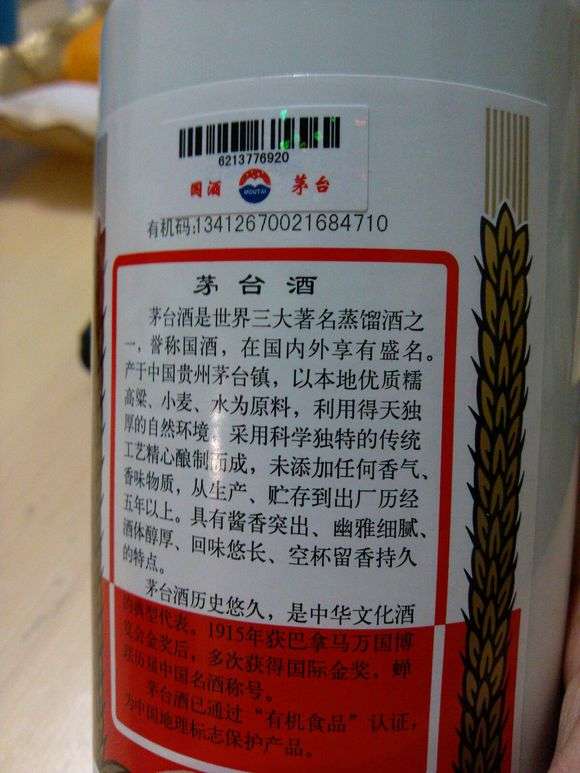 6213776920
国酒 MOUTAI 茅台
有机码:13412670021684710
茅台酒
茅台酒是世界三大著名蒸馏酒之
一，誉称国酒，在国内外享有盛名。
产于中国贵州茅台镇，以本地优质糯
高粱、小麦、水为原料，利用得天独
厚的自然环境，采用科学独特的传统
工艺精心酿制而成，未添加任何香气、
香味物质，从生产、贮存到出厂历经
五年以上。具有酱香突出、幽雅细腻、
酒体醇厚、回味悠长、空杯留香持久
的特点。
茅台酒历史悠久，是中华文化酒
的典型代表。1915年获巴拿马万国博
览会金奖后，多次获得国际金奖，蝉
联历届中国名酒称号。
茅台酒已通过“有机食品”认证，
为中国地理标志保护产品。